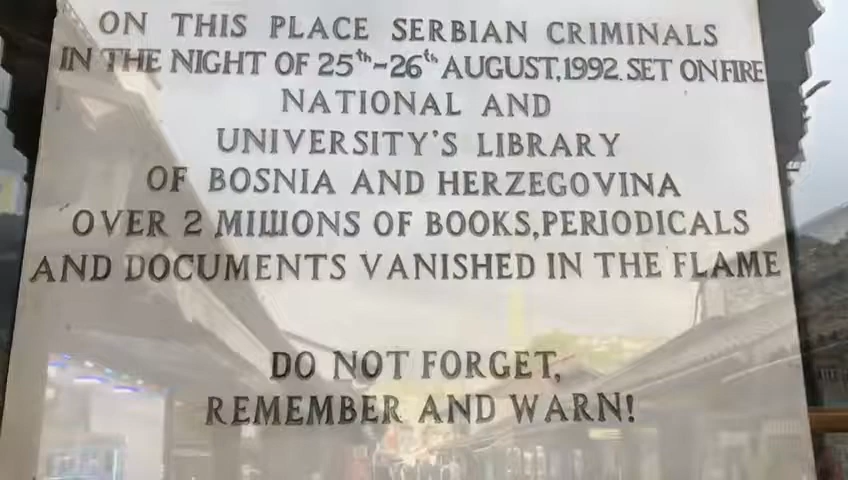 ON THIS PLACE SERBIAN CRIMINALS
IN THE NIGHT OF 25th-26th AUGUST, 1992. SET ON FIRE
NATIONAL AND
UNIVERSITY'S LIBRARY
OF BOSNIA AND HERZEGOVINA
OVER 2 MILLIONS OF BOOKS, PERIODICALS
AND DOCUMENTS VANISHED IN THE FLAME
DO NOT FORGET,
REMEMBER AND WARN!